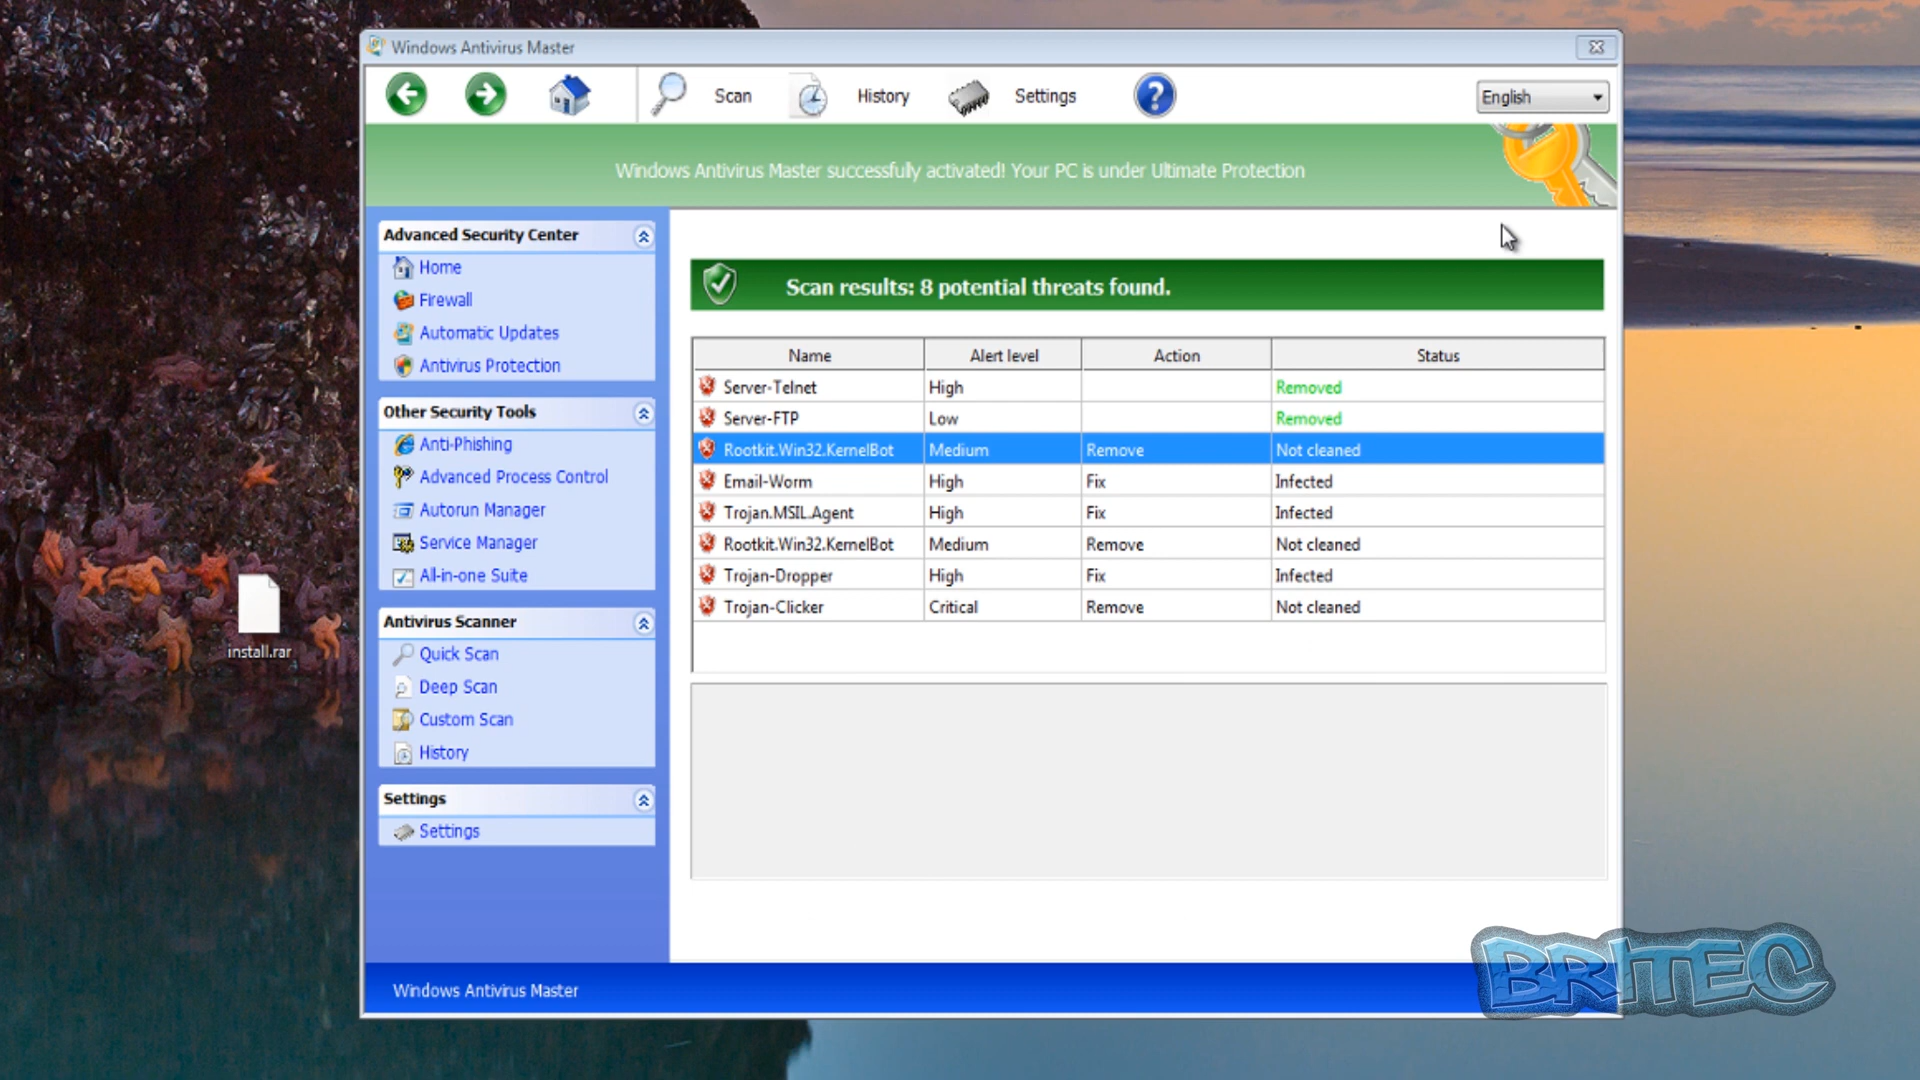 Windows Antivirus Master
Scan History Settings English
Windows Antivirus Master successfully activated! Your PC is under Ultimate Protection
Advanced Security Center
Home
Firewall
Automatic Updates
Antivirus Protection
Other Security Tools
Anti-Phishing
Advanced Process Control
Autorun Manager
Service Manager
All-in-one Suite
Antivirus Scanner
Quick Scan
Deep Scan
Custom Scan
History
Settings
Settings
Scan results: 8 potential threats found.
Name Alert level Action Status
Server-Telnet High Removed
Server-FTP Low Removed
Rootkit.Win32.KernelBot Medium Remove Not cleaned
Email-Worm High Fix Infected
Trojan.MSIL.Agent High Fix Infected
Rootkit.Win32.KernelBot Medium Remove Not cleaned
Trojan-Dropper High Fix Infected
Trojan-Clicker Critical Remove Not cleaned
install.rar
Windows Antivirus Master
BRITEC